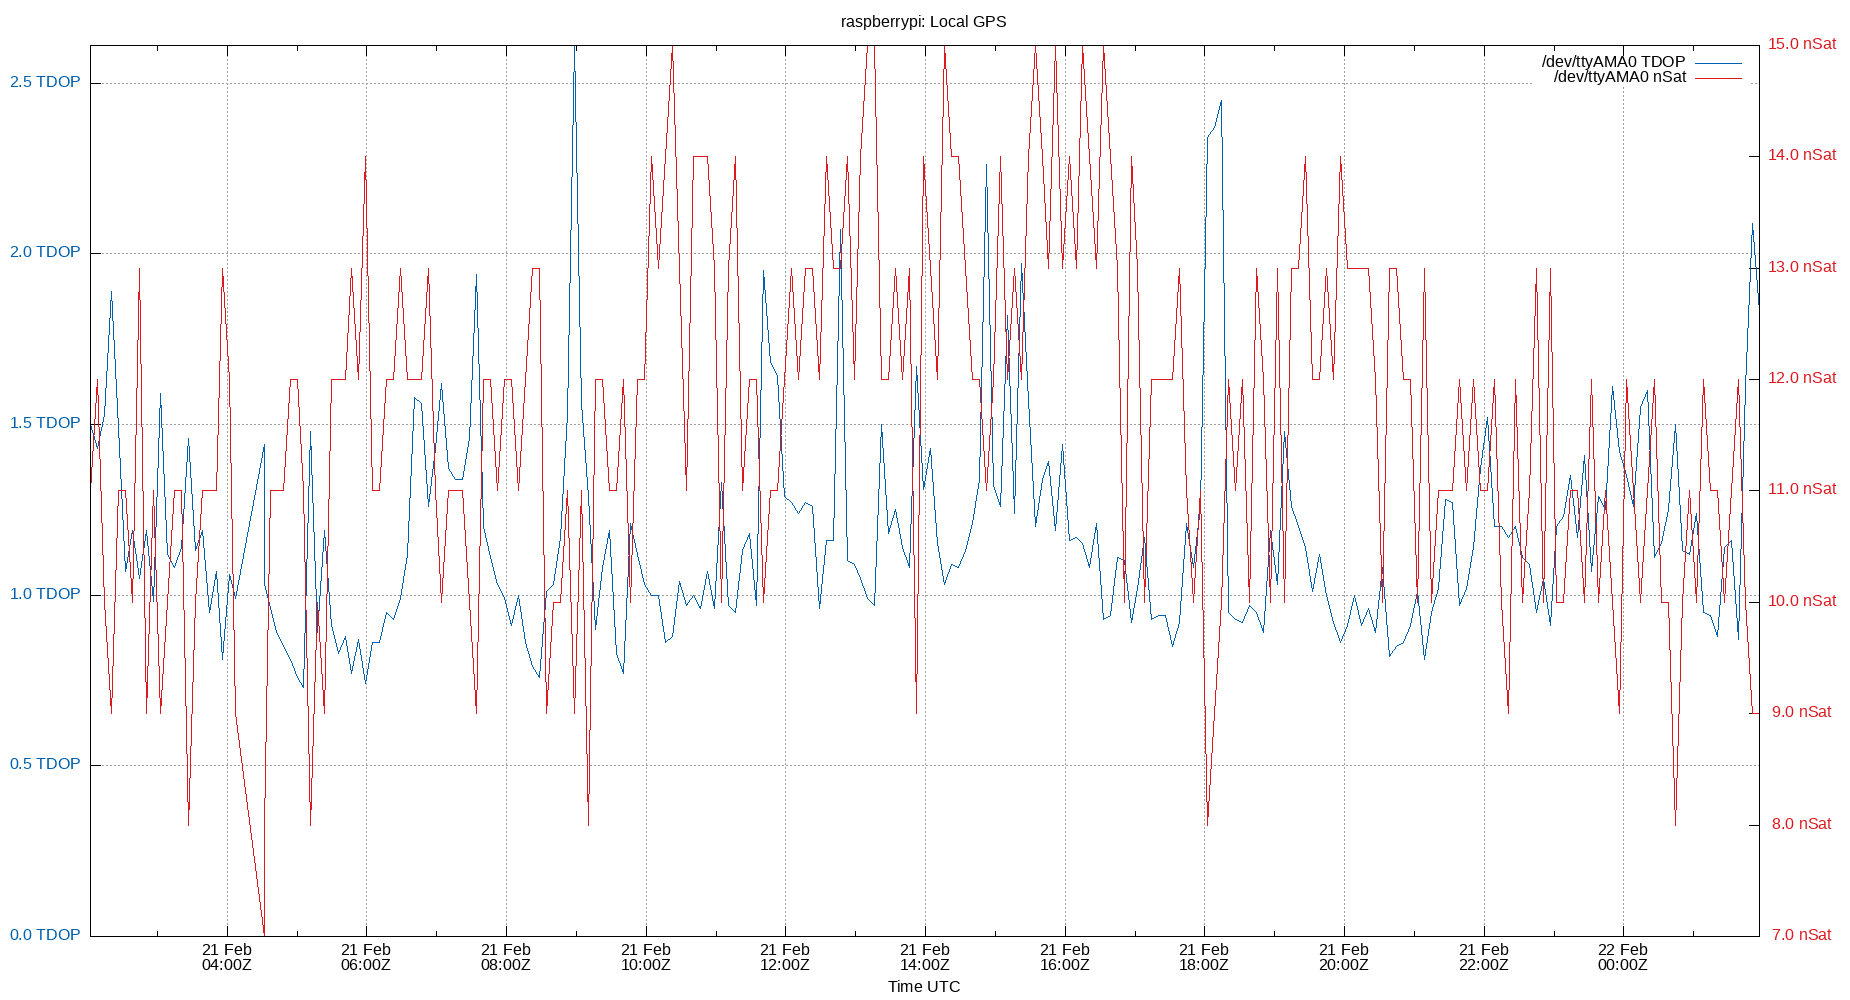 raspberrypi: Local GPS
15.0 nSat
/dev/ttyAMA0 TDOP
/dev/ttyAMA0 nSat
2.5 TDOP
14.0 nSat
2.0 TDOP
13.0 nSat
12.0 nSat
1.5 TDOP
11.0 nSat
1.0 TDOP
10.0 nSat
9.0 nSat
0.5 TDOP
8.0 nSat
0.0 TDOP
7.0 nSat
21 Feb 21 Feb 21 Feb 21 Feb 21 Feb 21 Feb 21 Feb 21 Feb 21 Feb 21 Feb 22 Feb
04:00Z 06:00Z 08:00Z 10:00Z 12:00Z 14:00Z 16:00Z 18:00Z 20:00Z 22:00Z 00:00Z
Time UTC